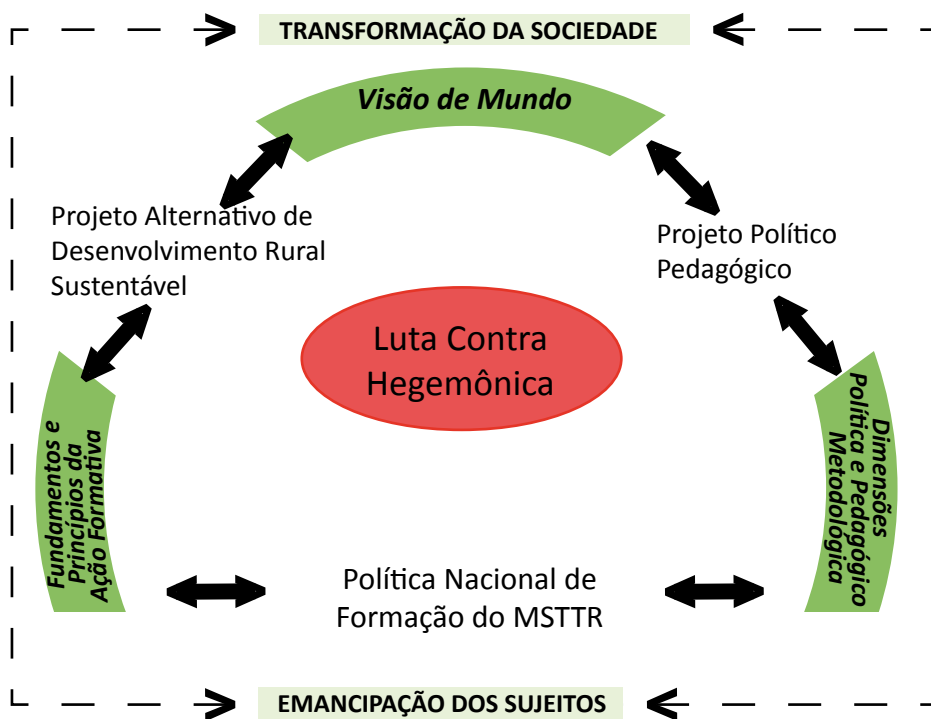 TRANSFORMAÇÃO DA SOCIEDADE
Visão de Mundo
Projeto Alternativo de
Desenvolvimento Rural
Sustentável
Projeto Político
Pedagógico
Luta Contra
Hegemônica
Fundamentos e
Princípios da
Ação Formativa
Dimensões
Política e Pedagógico
Metodológica
Política Nacional de
Formação do MSTTR
EMANCIPAÇÃO DOS SUJEITOS